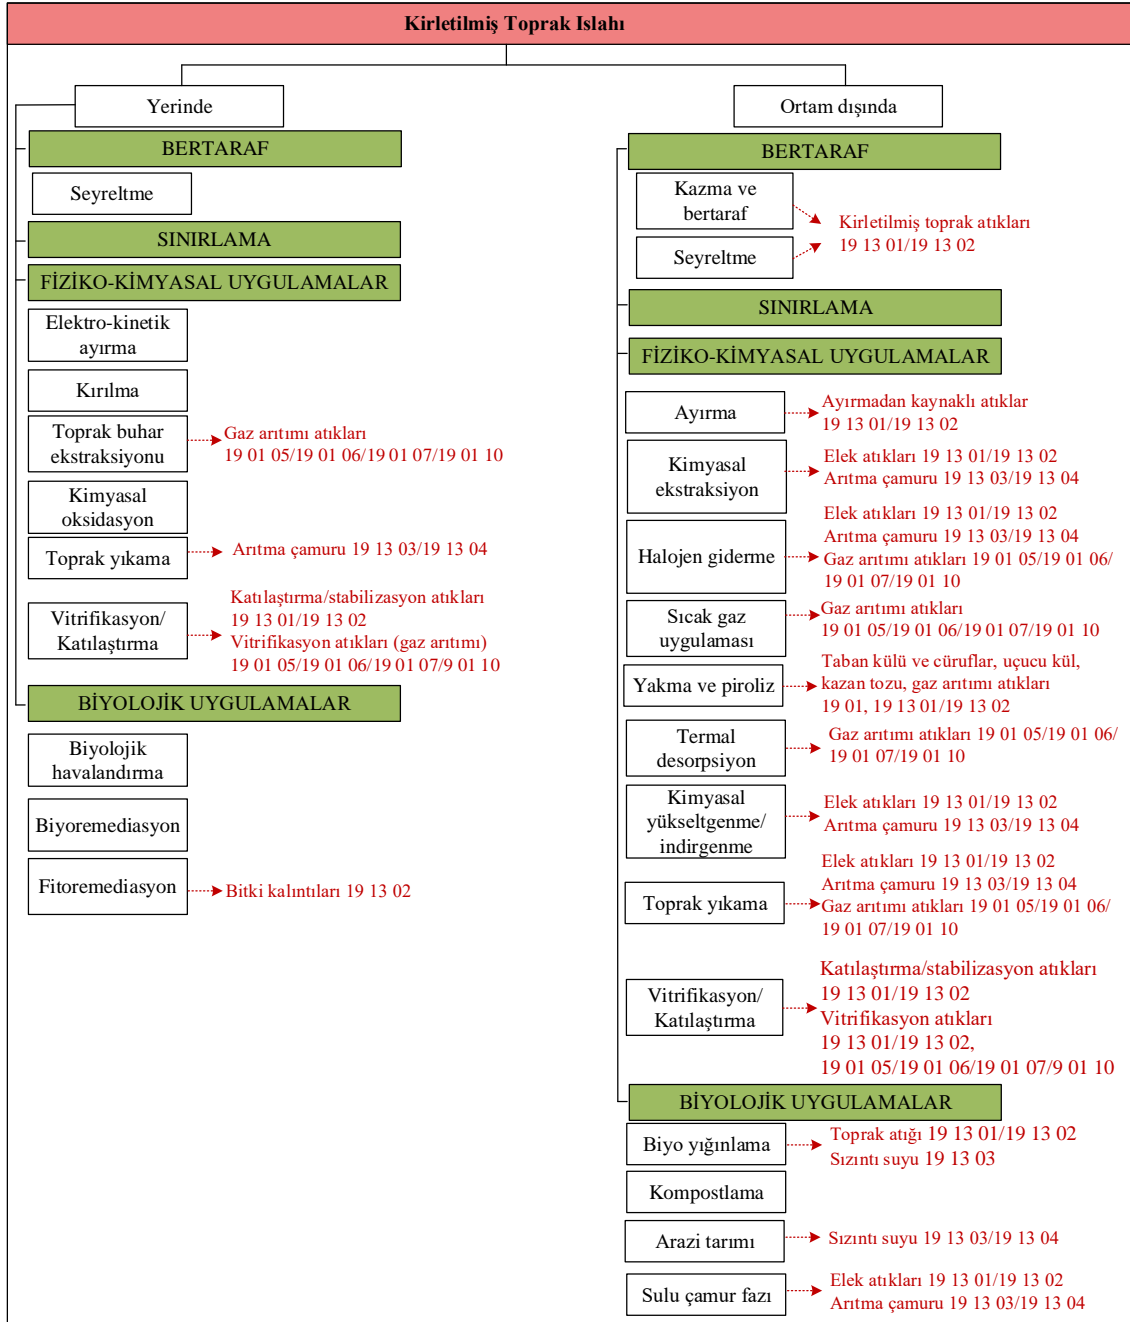 Kirletilmiş Toprak Islahı
Yerinde
BERTARAF
Seyreltme
SINIRLAMA
FİZİKO-KİMYASAL UYGULAMALAR
Elektro-kinetik
ayırma
Kırılma
Toprak buhar
ekstraksiyonu
Gaz arıtımı atıkları
19 01 05/19 01 06/19 01 07/19 01 10
Kimyasal
oksidasyon
Toprak yıkama
Arıtma çamuru 19 13 03/19 13 04
Vitrifikasyon/
Katılaştırma
Katılaştırma/stabilizasyon atıkları
19 13 01/19 13 02
Vitrifikasyon atıkları (gaz arıtımı)
19 01 05/19 01 06/19 01 07/9 01 10
BİYOLOJİK UYGULAMALAR
Biyolojik
havalandırma
Biyoremediasyon
Fitoremediasyon
Bitki kalıntıları 19 13 02
Ortam dışında
BERTARAF
Kazma ve
bertaraf
Seyreltme
Kirletilmiş toprak atıkları
19 13 01/19 13 02
SINIRLAMA
FİZİKO-KİMYASAL UYGULAMALAR
Ayırma
Ayırmadan kaynaklı atıklar
19 13 01/19 13 02
Kimyasal
ekstraksiyon
Elek atıkları 19 13 01/19 13 02
Arıtma çamuru 19 13 03/19 13 04
Halojen giderme
Elek atıkları 19 13 01/19 13 02
Arıtma çamuru 19 13 03/19 13 04
Gaz arıtımı atıkları 19 01 05/19 01 06/
19 01 07/19 01 10
Sıcak gaz
uygulaması
Gaz arıtımı atıkları
19 01 05/19 01 06/19 01 07/19 01 10
Yakma ve piroliz
Taban külü ve cüruflar, uçucu kül,
kazan tozu, gaz arıtımı atıkları
19 01, 19 13 01/19 13 02
Termal
desorpsiyon
Gaz arıtımı atıkları 19 01 05/19 01 06/
19 01 07/19 01 10
Kimyasal
yükseltgenme/
indirgenme
Elek atıkları 19 13 01/19 13 02
Arıtma çamuru 19 13 03/19 13 04
Toprak yıkama
Elek atıkları 19 13 01/19 13 02
Arıtma çamuru 19 13 03/19 13 04
Gaz arıtımı atıkları 19 01 05/19 01 06/
19 01 07/19 01 10
Vitrifikasyon/
Katılaştırma
Katılaştırma/stabilizasyon atıkları
19 13 01/19 13 02
Vitrifikasyon atıkları
19 13 01/19 13 02,
19 01 05/19 01 06/19 01 07/9 01 10
BİYOLOJİK UYGULAMALAR
Biyo yığınlama
Toprak atığı 19 13 01/19 13 02
Sızıntı suyu 19 13 03
Kompostlama
Arazi tarımı
Sızıntı suyu 19 13 03/19 13 04
Sulu çamur fazı
Elek atıkları 19 13 01/19 13 02
Arıtma çamuru 19 13 03/19 13 04